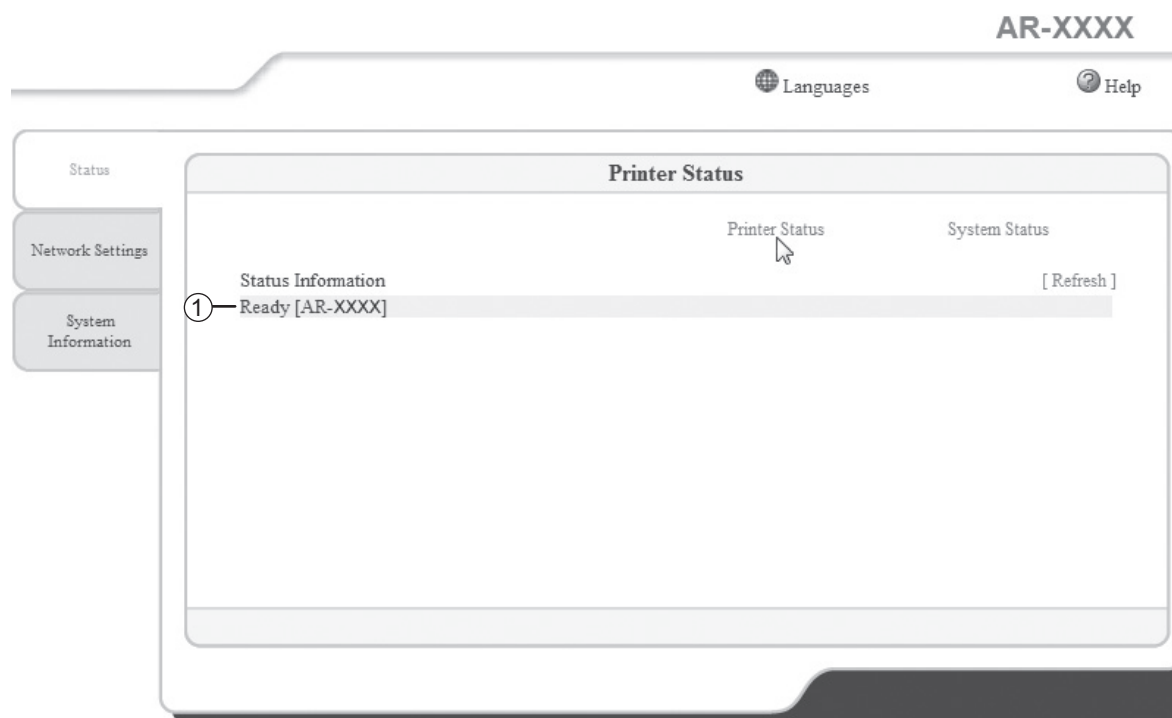 AR-XXXX
Languages
Help
Status
Network Settings
System
Information
Printer Status
Printer Status System Status
Status Information [ Refresh ]
① Ready [AR-XXXX]